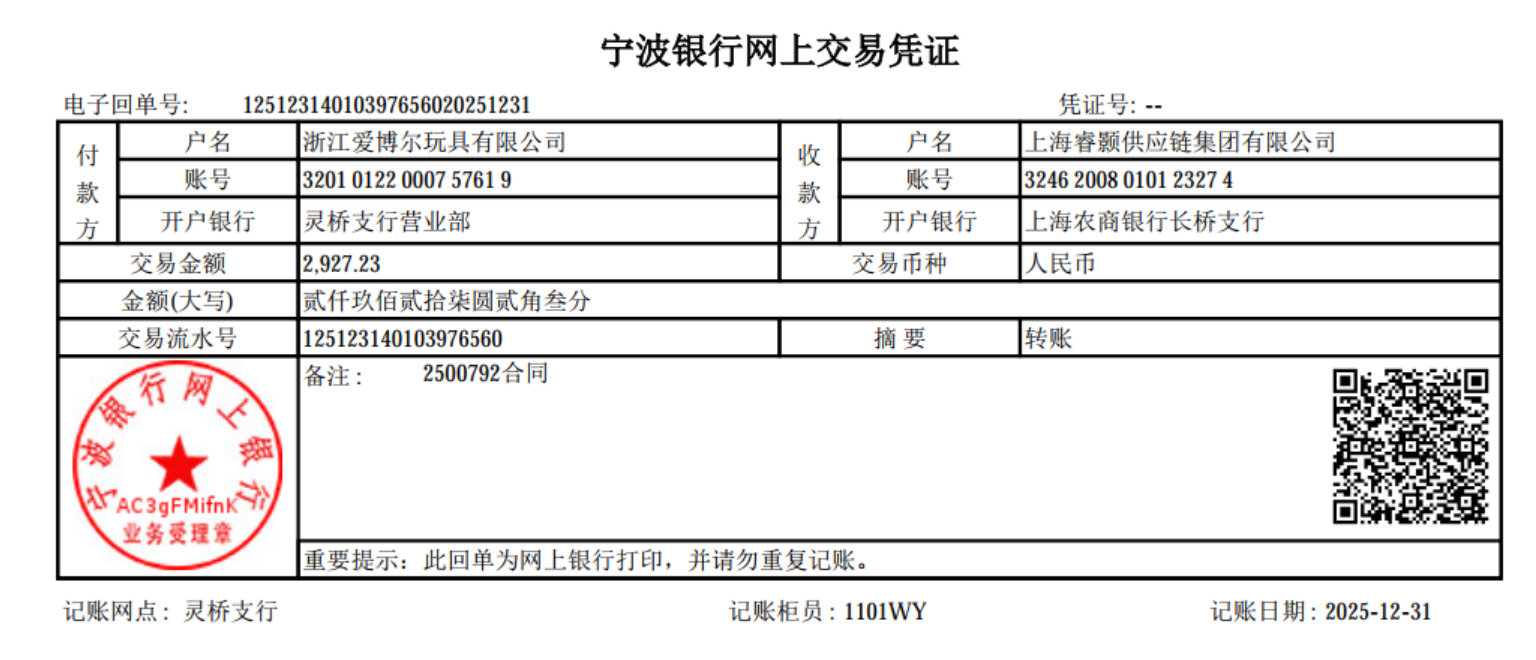 宁波银行网上交易凭证
电子回单号: 12512314010397656020251231 凭证号: --
付款方 户名 浙江爱博尔玩具有限公司 收款方 户名 上海睿颢供应链集团有限公司
账号 3201 0122 0007 5761 9 账号 3246 2008 0101 2327 4
开户银行 灵桥支行营业部 开户银行 上海农商银行长桥支行
交易金额 2,927.23 交易币种 人民币
金额(大写) 贰仟玖佰贰拾柒圆贰角叁分
交易流水号 125123140103976560 摘 要 转账
备注: 2500792合同
宁波银行网上银行
AC3gFMifnK
业务受理章
重要提示：此回单为网上银行打印，并请勿重复记账。
记账网点: 灵桥支行 记账柜员: 1101WY 记账日期: 2025-12-31